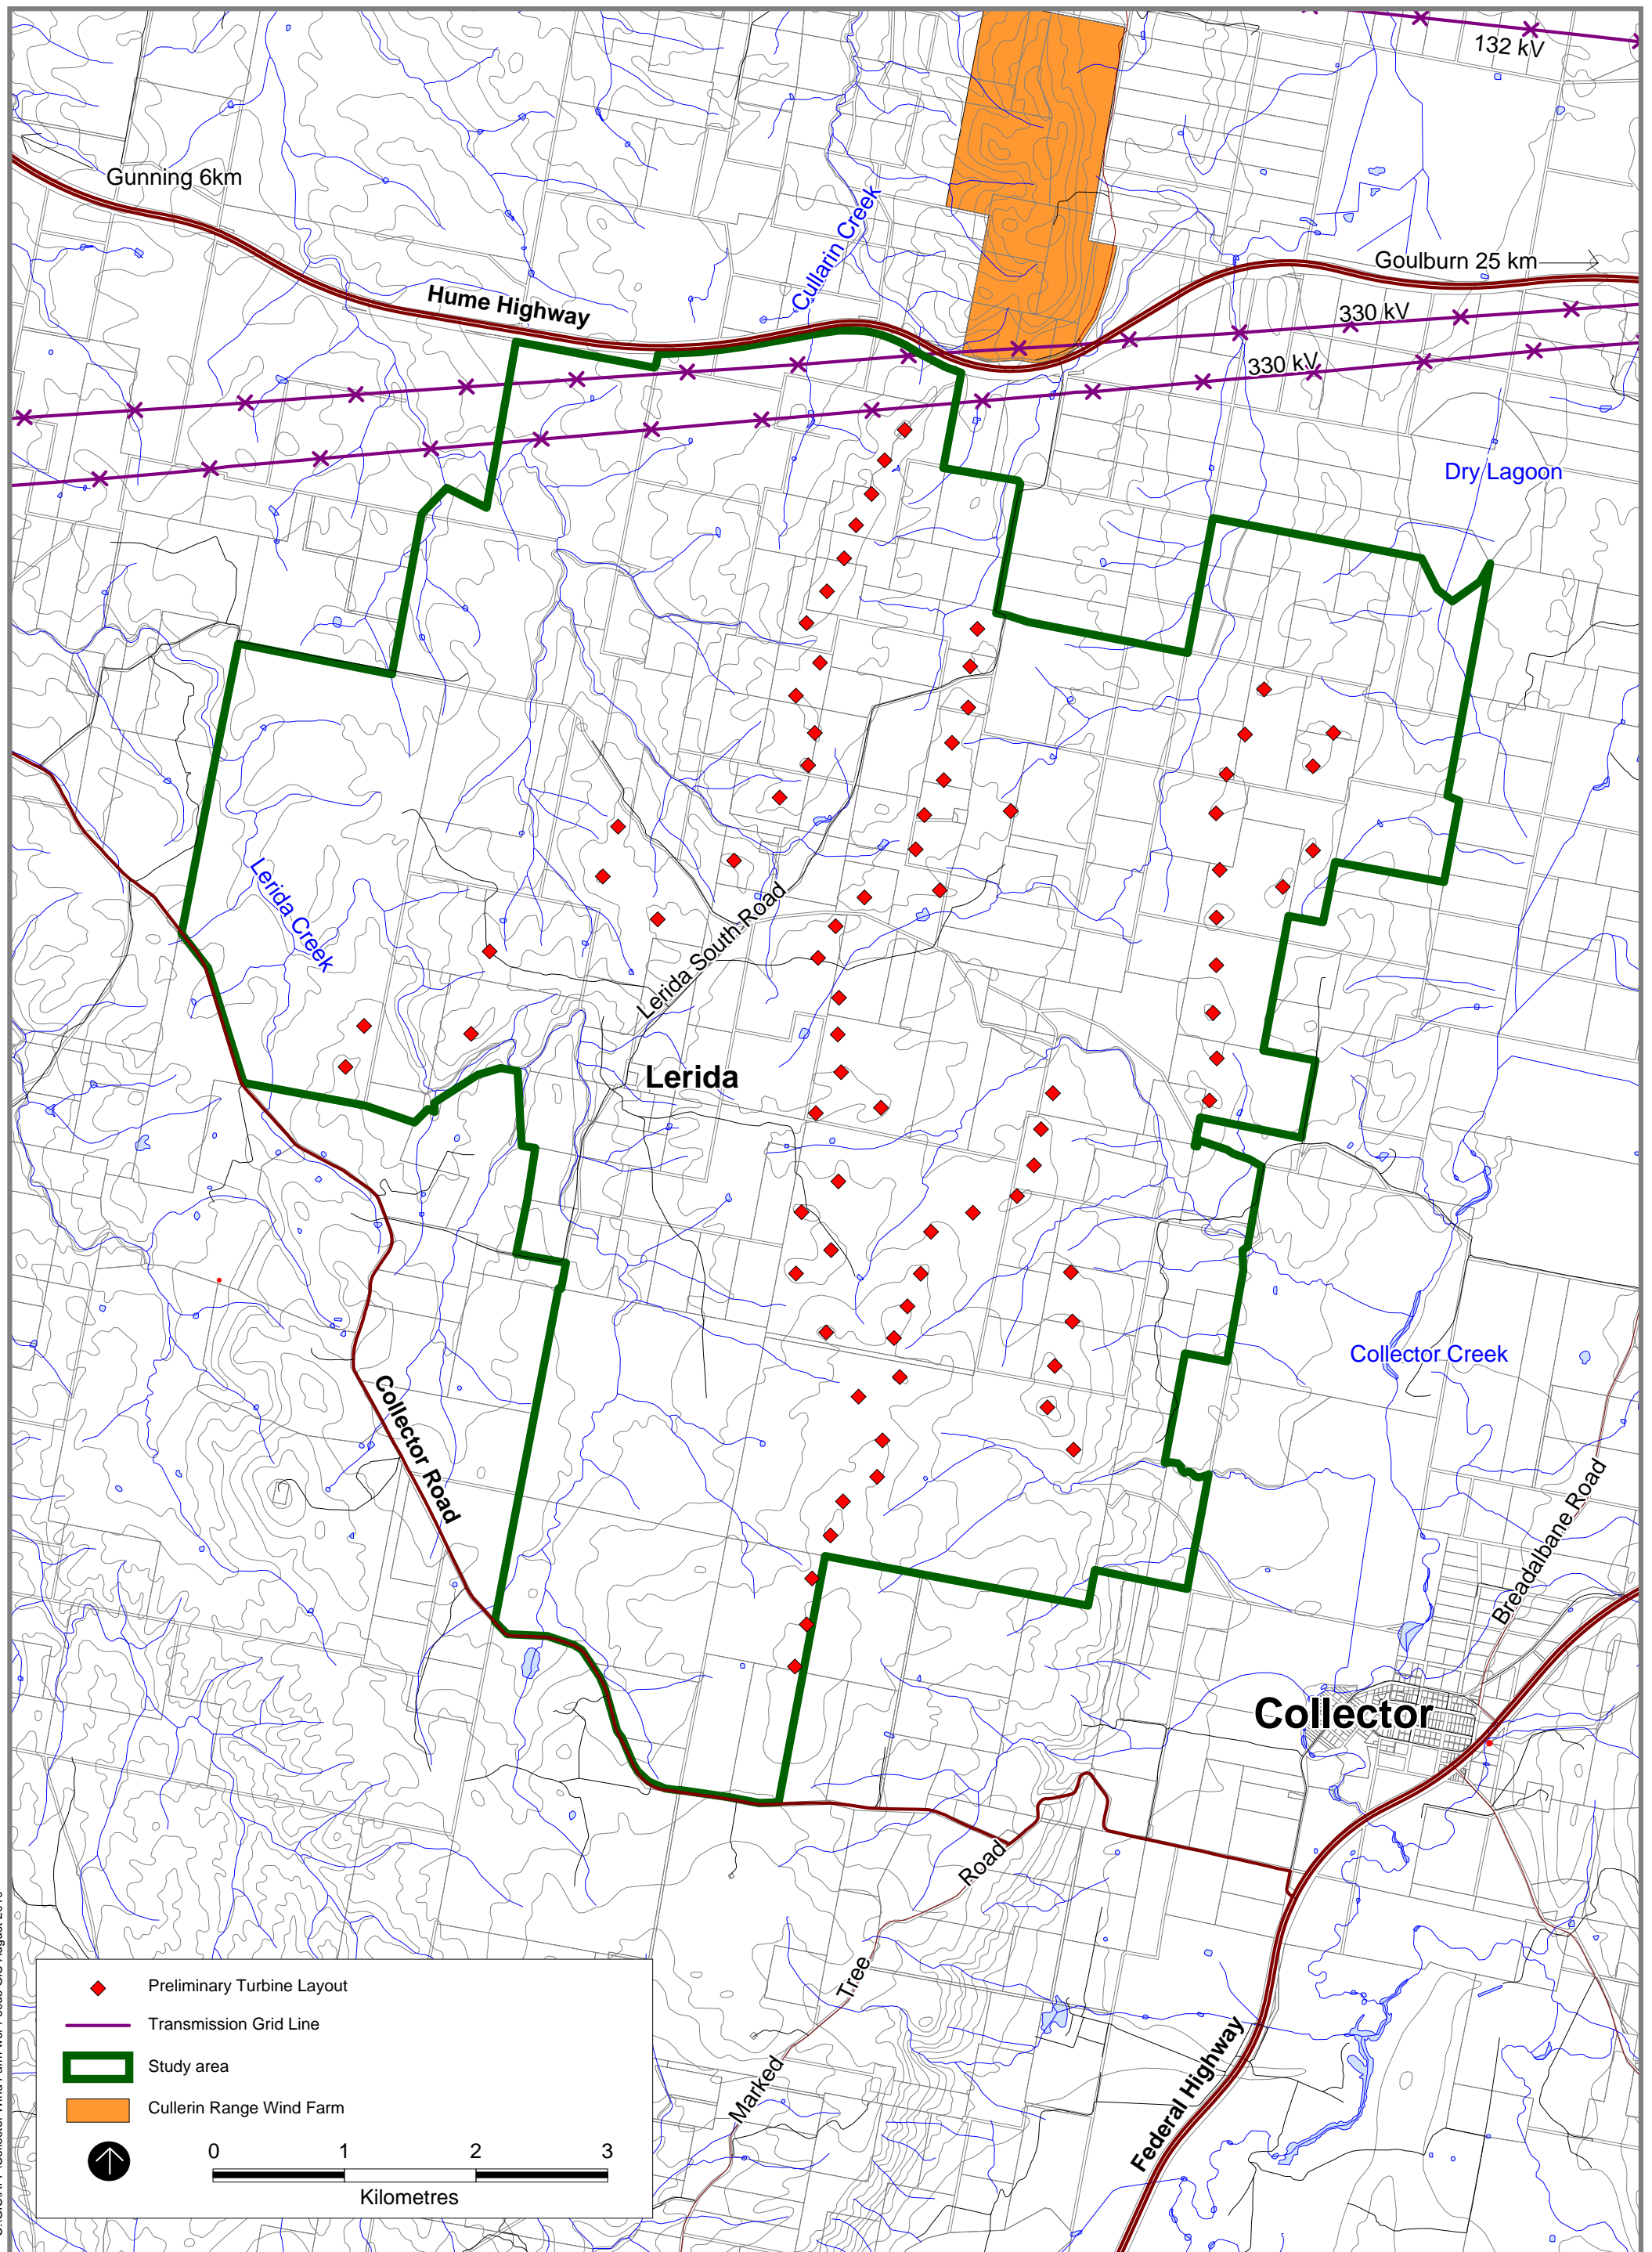 132 kV
Gunning 6km
Cullarin Creek
Goulburn 25 km
Hume Highway
330 kV
330 kV
Dry Lagoon
Lerida Creek
Lerida South Road
Lerida
Collector Creek
Collector Road
Breadalbane Road
Collector
Road
Tree
Marked
Federal Highway
Preliminary Turbine Layout
Transmission Grid Line
Study area
Cullerin Range Wind Farm
0 1 2 3
Kilometres